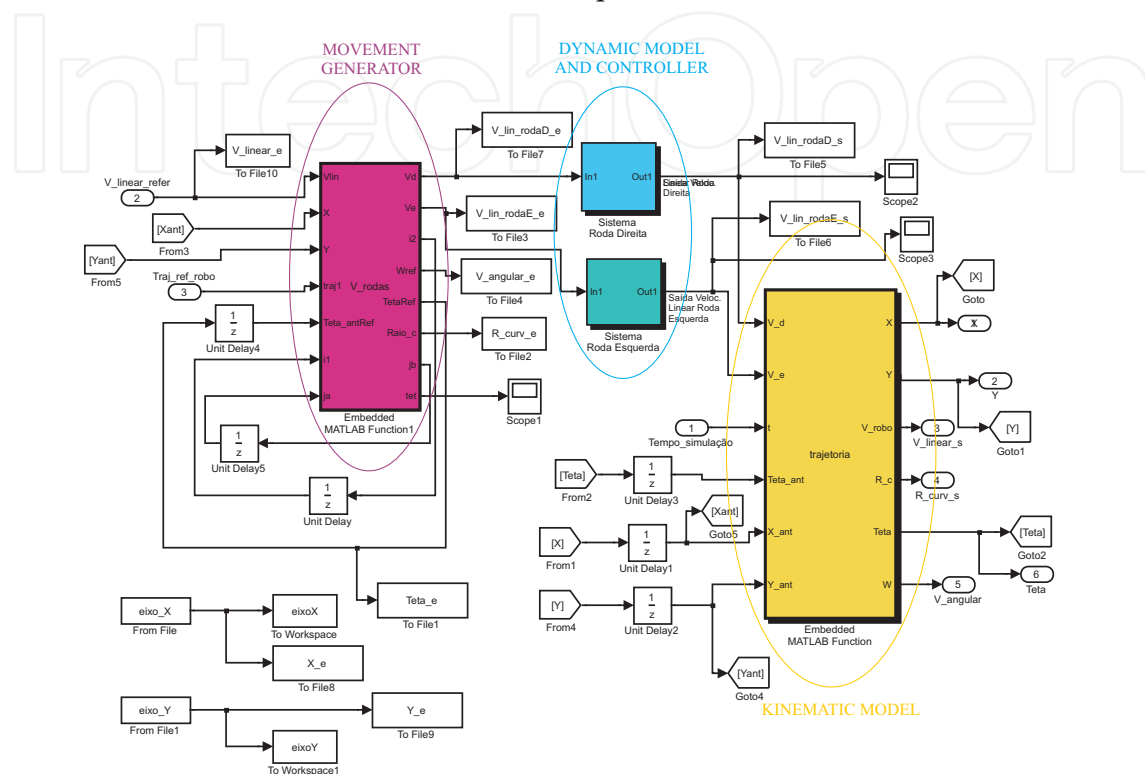 IntechOpen
MOVEMENT
GENERATOR
DYNAMIC MODEL
AND CONTROLLER
V_linear_e
To File10
V_linear_refer
2
[Xant]
From3
[Yant]
From5
Traj_ref_robo
3
1
z
Unit Delay4
Vlin
X
Y
traj1
Teta_antRef
i1
ja
V_rodas
Vd
Ve
i2
Wref
TetaRef
Raio_c
jb
tet
Embedded
MATLAB Function1
1
z
Unit Delay5
1
z
Unit Delay
V_lin_rodaD_e
To File7
V_lin_rodaE_e
To File3
V_angular_e
To File4
R_curv_e
To File2
Scope1
In1
Out1
Sistema
Roda Direita
Linear Roda
Direita
In1
Out1
Sistema
Roda Esquerda
Saída Veloc.
Linear Roda
Esquerda
V_lin_rodaD_s
To File5
Scope2
V_lin_rodaE_s
To File6
Scope3
V_d
V_e
t
Teta_ant
X_ant
Y_ant
trajetoria
X
Y
V_robo
R_c
Teta
W
Embedded
MATLAB Function
[X]
Goto
1
X
2
Y
[Y]
Goto1
3
V_linear_s
4
R_curv_s
[Teta]
Goto2
6
Teta
5
V_angular
1
Tempo_simulação
[Teta]
From2
1
z
Unit Delay3
[Xant]
Goto5
[X]
From1
1
z
Unit Delay1
[Y]
From4
1
z
Unit Delay2
[Yant]
Goto4
KINEMATIC MODEL
Teta_e
To File1
eixo_X
From File
eixoX
To Workspace
X_e
To File8
eixo_Y
From File1
Y_e
To File9
eixoY
To Workspace1